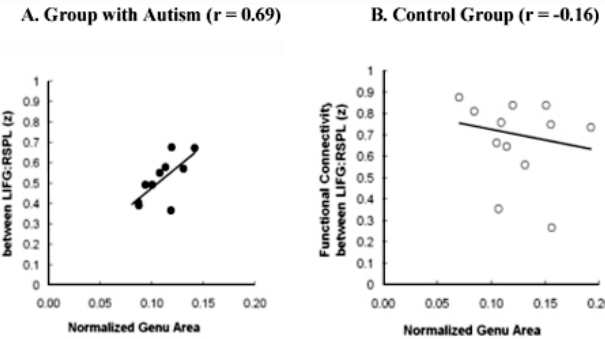 A. Group with Autism (r = 0.69)
between LIFG:RSPL (z)
1
0.9
0.8
0.7
0.6
0.5
0.4
0.3
0.2
0.1
0
0.00 0.05 0.10 0.15 0.20
Normalized Genu Area
B. Control Group (r = -0.16)
Functional Connectivity
between LIFG:RSPL (z)
1
0.9
0.8
0.7
0.6
0.5
0.4
0.3
0.2
0.1
0
0.00 0.05 0.10 0.15 0.2
Normalized Genu Area